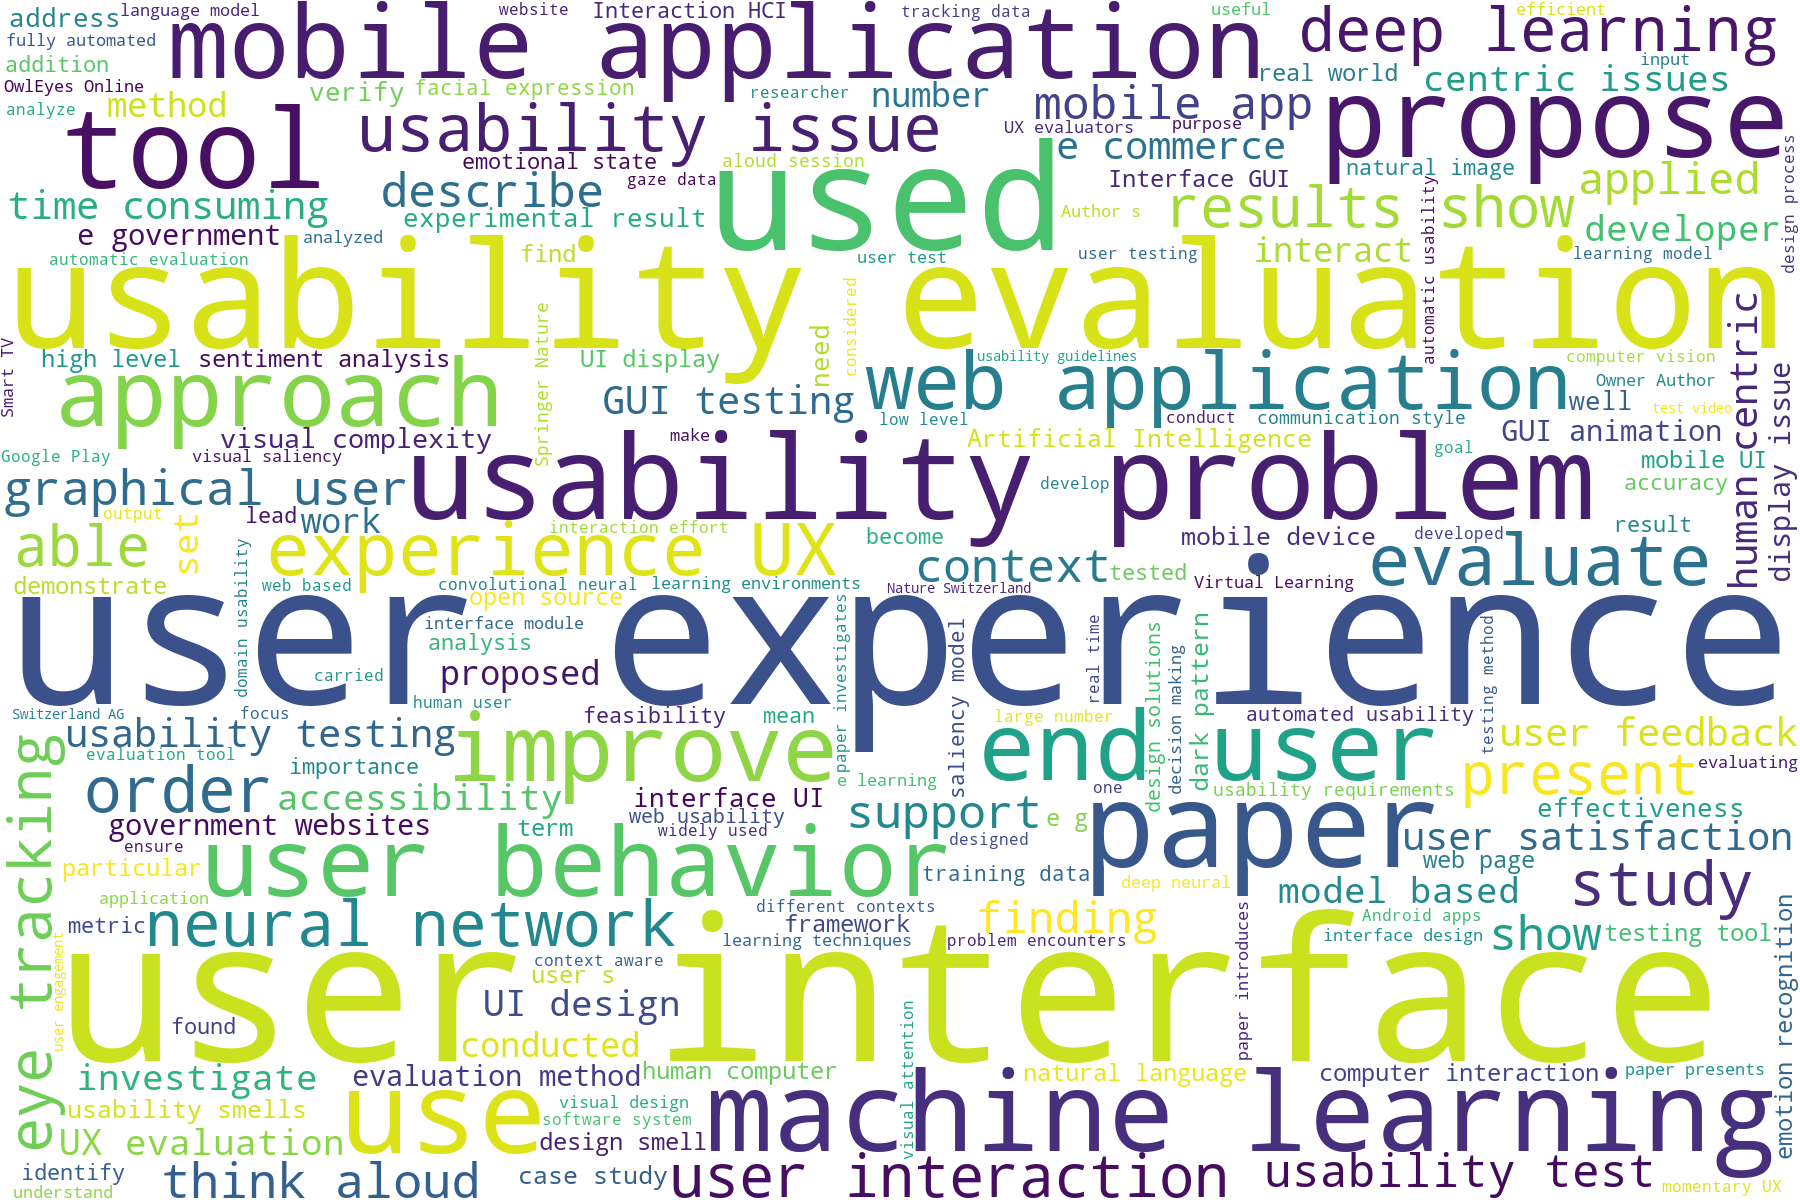 address
language model
website
Interaction HCI
tracking data
useful
efficient
mobile application
deep learning
fully automated
addition
real world
input
centric issues
OwlEyes Online
analyze
method
verify
facial expression
researcher
number
mobile app
propose
tool
usability issue
used
UX evaluators
purpose
e commerce
emotional state
aloud session
gaze data
natural image
Interface GUI
automatic usability
design process
time consuming
describe
experimental result
Author s
results show
applied
e government
analyzed
developer
automatic evaluation
find
user test
user testing
interact
learning model
usability evaluation
considered
Springer Nature
Smart TV
high level
sentiment analysis
UI display
need
usability guidelines
computer vision
humancentric
display issue
approach
GUI testing
web application
Owner Author
well
test video
low level
conduct
communication style
visual complexity
make
Artificial Intelligence
goal
GUI animation
Google Play
visual saliency
usability problem
mobile UI
graphical user
develop
accuracy
output
set
lead
work
interaction effort
become
mobile device
developed
result
able
experience UX
context
tested
evaluate
demonstrate
domain usability
web based
convolutional neural
learning environments
Nature Switzerland
Virtual Learning
open source
user experience
interface module
analysis
paper investigates
saliency model
real time
design solutions
decision making
dark pattern
testing method
carried
proposed
human user
Switzerland AG
focus
feasibility
mean
large number
automated usability
usability testing
improve
end user
user feedback
evaluation tool
importance
evaluating
eye tracking
order
accessibility
interface UI
e learning
one
usability requirements
present
government websites
term
web usability
widely used
support
e g
paper
effectiveness
user satisfaction
ensure
designed
web page
particular
user behavior
training data
deep neural
model based
study
application
different contexts
Android apps
metric
neural network
framework
finding
interface design
show
testing tool
learning techniques
problem encounters
paper introduces
emotion recognition
user engagement
context aware
user s
user interface
UI design
found
conducted
visual attention
investigate
evaluation method
human computer
natural language
computer interaction
paper presents
usability smells
use
visual design
software system
machine learning
UX evaluation
design smell
identify
think aloud
case study
user interaction
usability test
understand
momentary UX